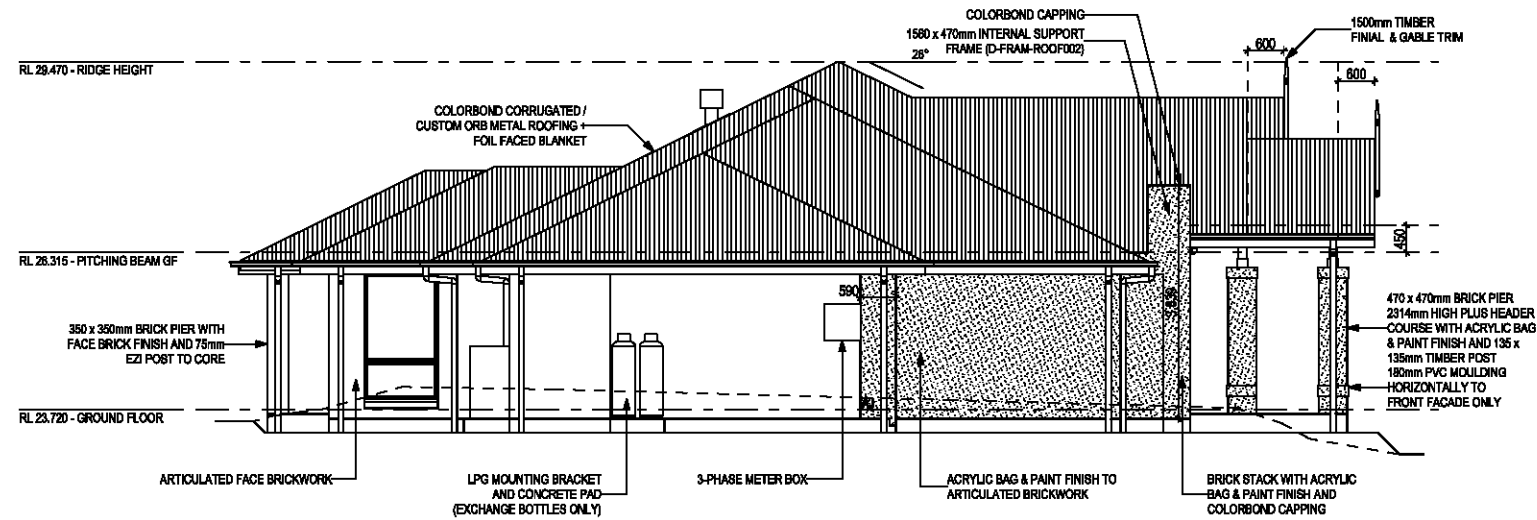 COLORBOND CAPPING
1560 x 470mm INTERNAL SUPPORT
FRAME (D-FRAM-ROOF002)
26°
600
1500mm TIMBER
FINIAL & GABLE TRIM
RL 29.470 - RIDGE HEIGHT
600
COLORBOND CORRUGATED /
CUSTOM ORB METAL ROOFING +
FOIL FACED BLANKET
450
RL 26.315 - PITCHING BEAM GF
590
350 x 350mm BRICK PIER WITH
FACE BRICK FINISH AND 75mm
EZI POST TO CORE
470 x 470mm BRICK PIER
2314mm HIGH PLUS HEADER
COURSE WITH ACRYLIC BAG
& PAINT FINISH AND 135 x
135mm TIMBER POST
180mm PVC MOULDING
HORIZONTALLY TO
FRONT FACADE ONLY
RL 23.720 - GROUND FLOOR
ARTICULATED FACE BRICKWORK
LPG MOUNTING BRACKET
AND CONCRETE PAD
(EXCHANGE BOTTLES ONLY)
3-PHASE METER BOX
ACRYLIC BAG & PAINT FINISH TO
ARTICULATED BRICKWORK
BRICK STACK WITH ACRYLIC
BAG & PAINT FINISH AND
COLORBOND CAPPING